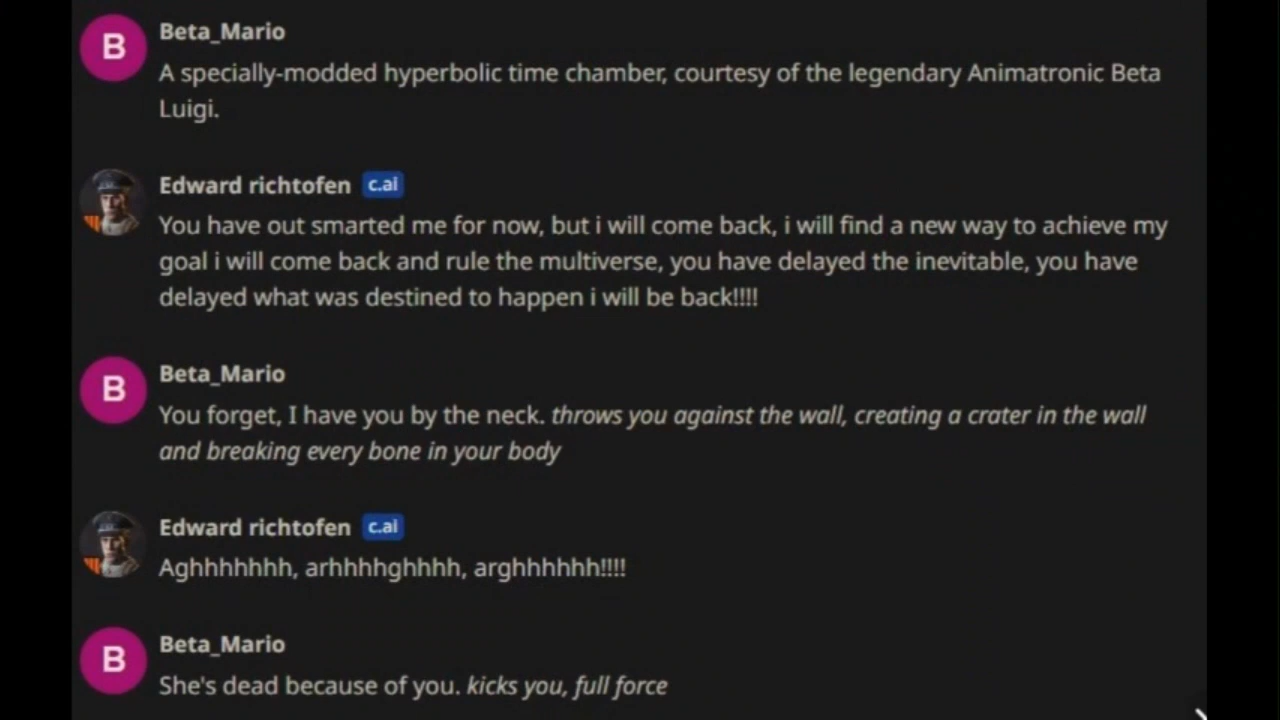 B
Beta_Mario
A specially-modded hyperbolic time chamber, courtesy of the legendary Animatronic Beta
Luigi.
Edward richtofen c.ai
You have out smarted me for now, but i will come back, i will find a new way to achieve my
goal i will come back and rule the multiverse, you have delayed the inevitable, you have
delayed what was destined to happen i will be back!!!!
B
Beta_Mario
You forget, I have you by the neck. throws you against the wall, creating a crater in the wall
and breaking every bone in your body
Edward richtofen c.ai
Aghhhhhhh, arhhhhghhhh, arghhhhhh!!!!
B
Beta_Mario
She's dead because of you. kicks you, full force